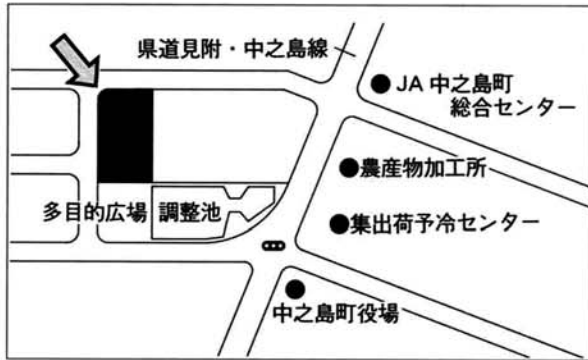 県道見附・中之島線
JA 中之島町
総合センター
農産物加工所
多目的広場
調整池
集出荷予冷センター
中之島町役場